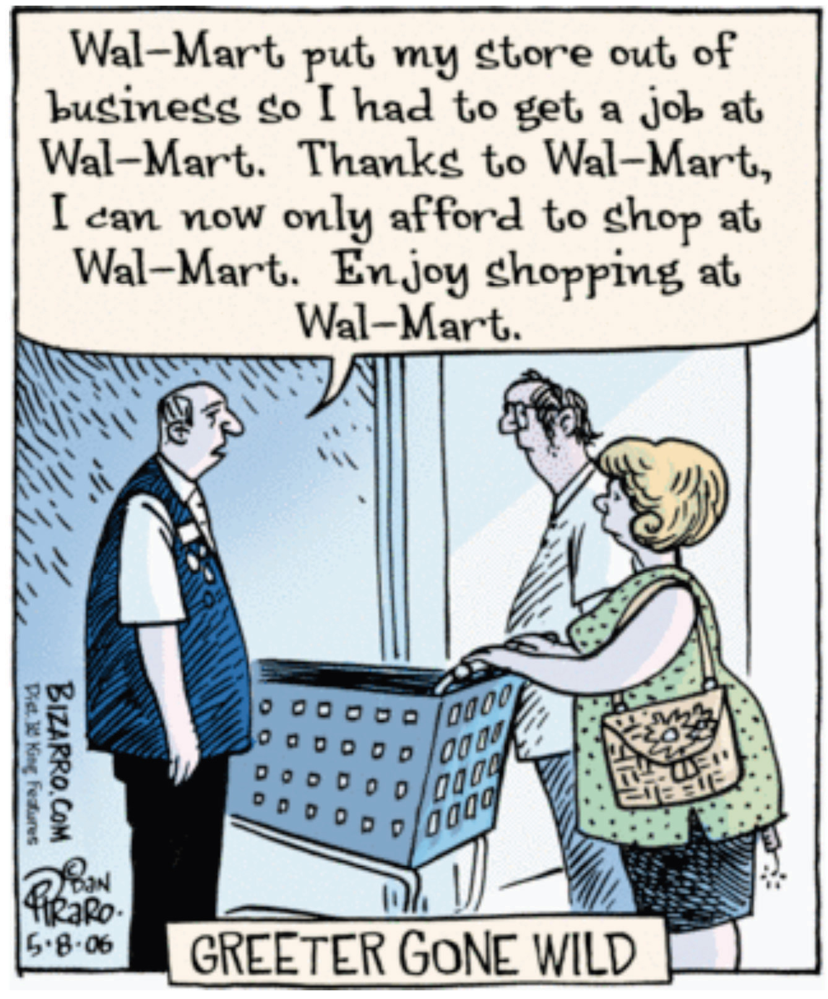 Wal-Mart put my store out of
business so I had to get a job at
Wal-Mart. Thanks to Wal-Mart,
I can now only afford to shop at
Wal-Mart. Enjoy shopping at
Wal-Mart.
BIZARRO.COM
Dist. by King Features
© Dan
Piraro.
5.8.06
GREETER GONE WILD